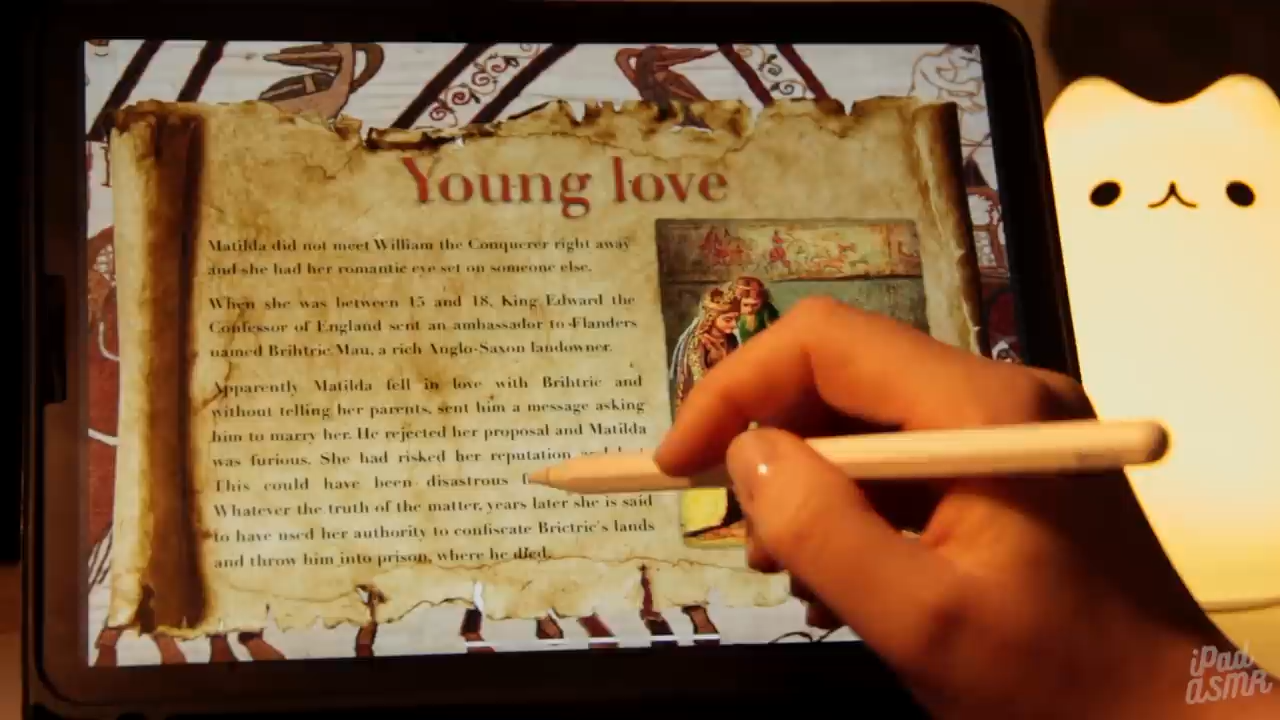 Young love
Matilda did not meet William the Conquerer right away
and she had her romantic eye set on someone else.
When she was between 15 and 18, King Edward the
Confessor of England sent an ambassador to Flanders
named Brihtric Mau, a rich Anglo-Saxon landowner.
Apparently Matilda fell in love with Brihtric and
without telling her parents, sent him a message asking
him to marry her. He rejected her proposal and Matilda
was furious. She had risked her reputation
This could have been disastrous
Whatever the truth of the matter, years later she is said
to have used her authority to confiscate Brictric's lands
and throw him into prison, where he died.
iPad
asmr